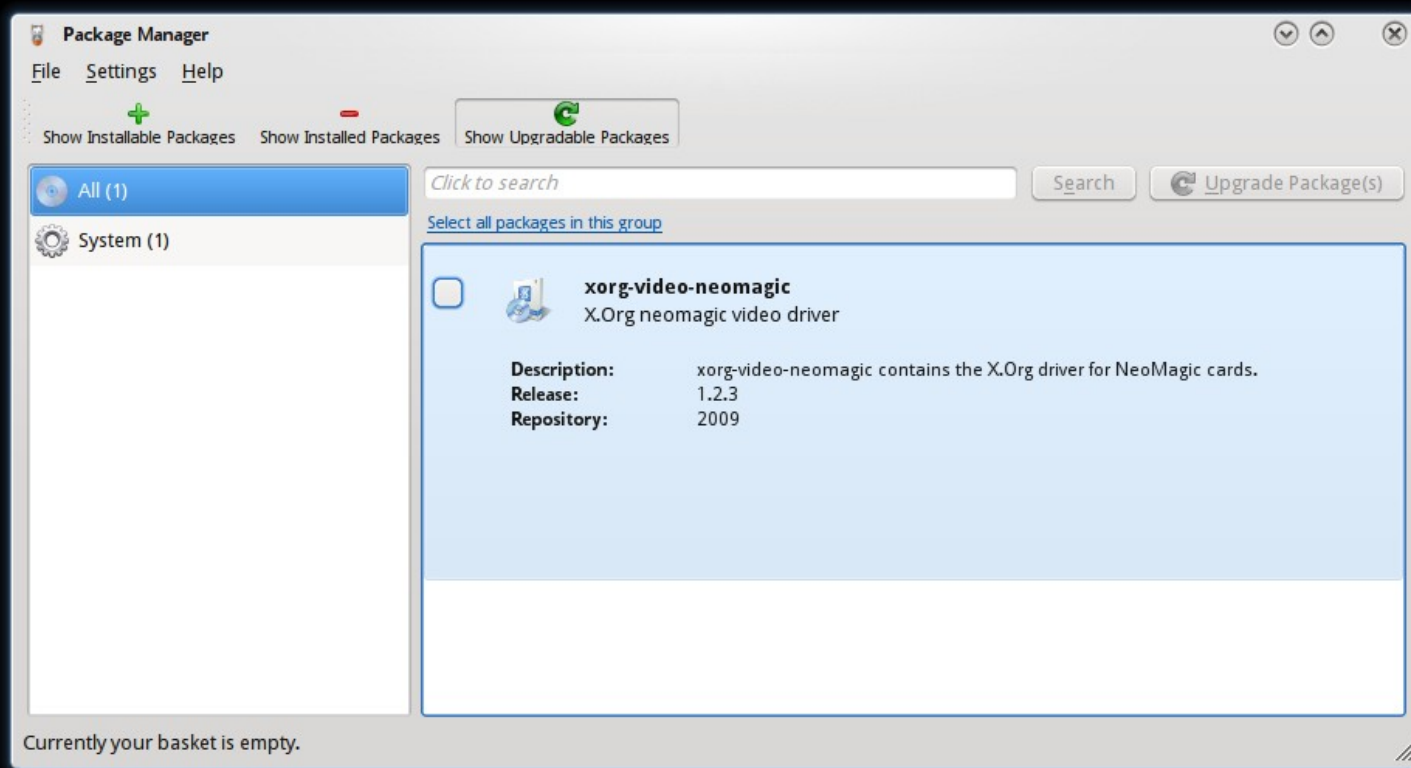 Package Manager
File Settings Help
Show Installable Packages Show Installed Packages Show Upgradable Packages
All (1)
System (1)
Click to search
Search
Upgrade Package(s)
Select all packages in this group
xorg-video-neomagic
X.Org neomagic video driver
Description: xorg-video-neomagic contains the X.Org driver for NeoMagic cards.
Release: 1.2.3
Repository: 2009
Currently your basket is empty.